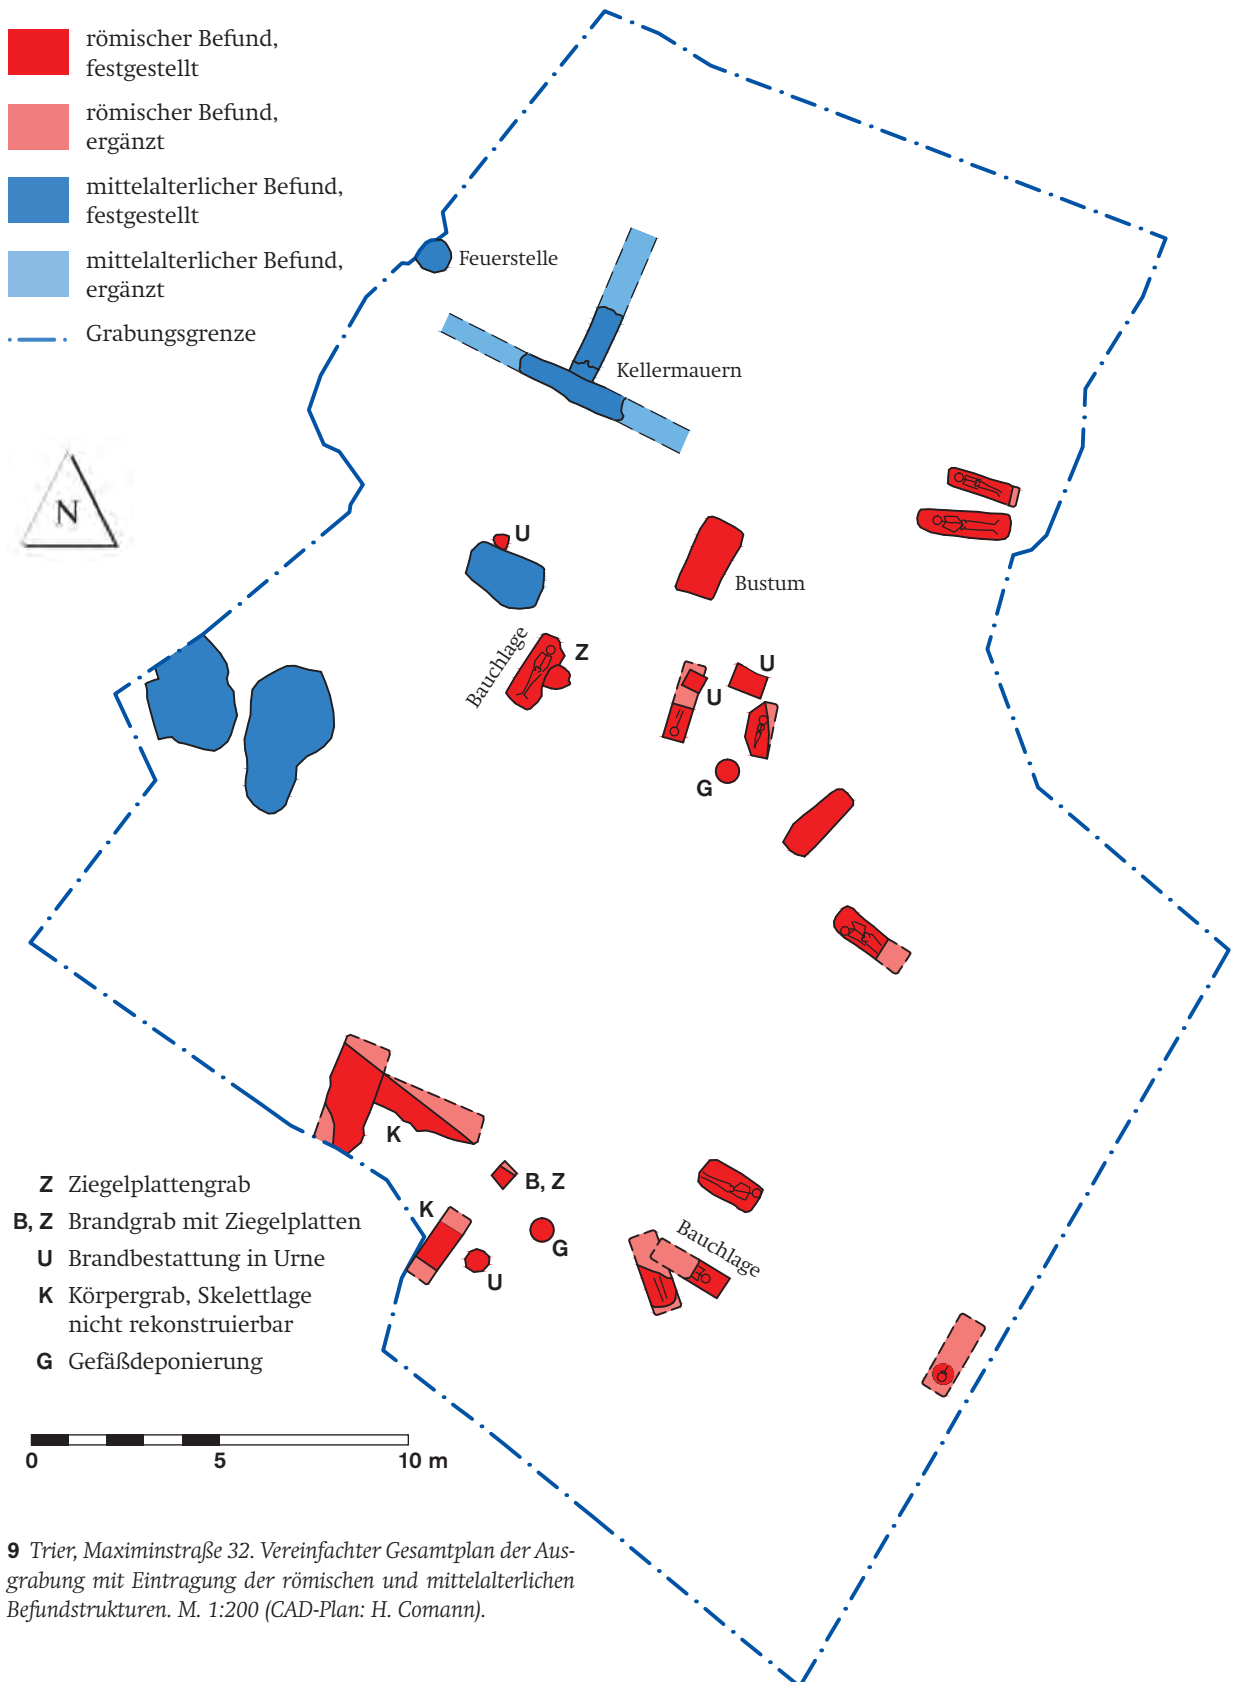 römischer Befund,
festgestellt
römischer Befund,
ergänzt
mittelalterlicher Befund,
festgestellt
mittelalterlicher Befund,
ergänzt
Grabungsgrenze
Feuerstelle
Kellermauern
N
U
Bustum
Bauchlage
Z
U
U
G
K
B, Z
K
G
U
Bauchlage
Z Ziegelplattengrab
B, Z Brandgrab mit Ziegelplatten
U Brandbestattung in Urne
K Körpergrab, Skelettlage
nicht rekonstruierbar
G Gefäßdeponierung
0 5 10 m
9 Trier, Maximinstraße 32. Vereinfachter Gesamtplan der Aus-
grabung mit Eintragung der römischen und mittelalterlichen
Befundstrukturen. M. 1:200 (CAD-Plan: H. Comann).